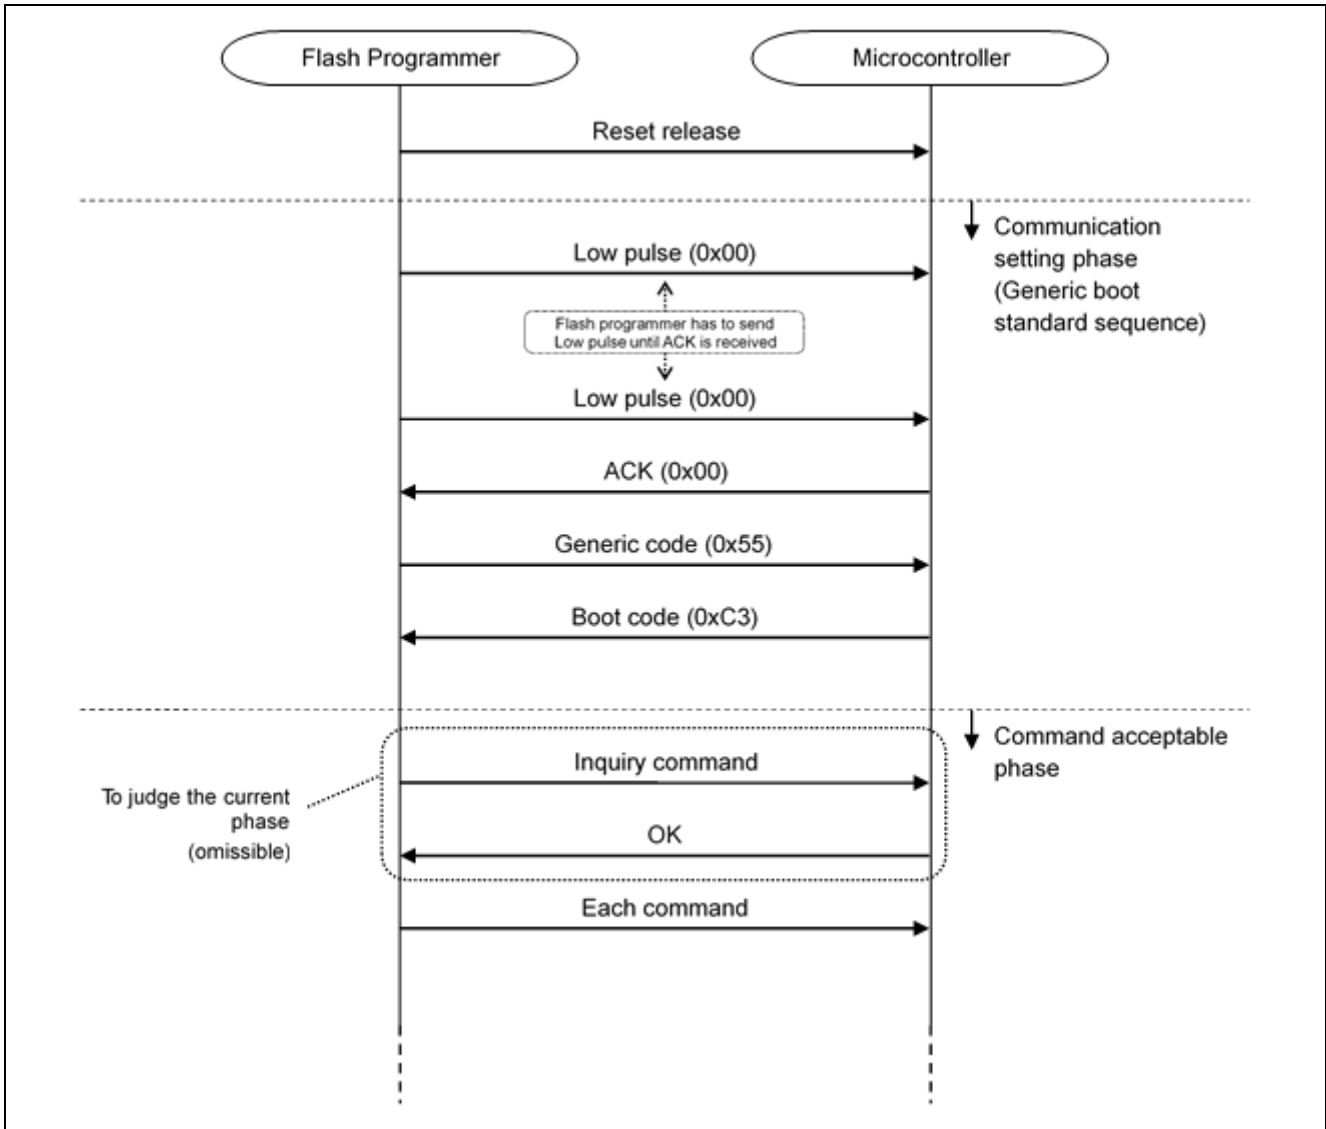 Flash Programmer
Microcontroller
Reset release
Communication
setting phase
(Generic boot
standard sequence)
Low pulse (0x00)
Flash programmer has to send
Low pulse until ACK is received
Low pulse (0x00)
ACK (0x00)
Generic code (0x55)
Boot code (0xC3)
Command acceptable
phase
Inquiry command
To judge the current
phase
(omissible)
OK
Each command